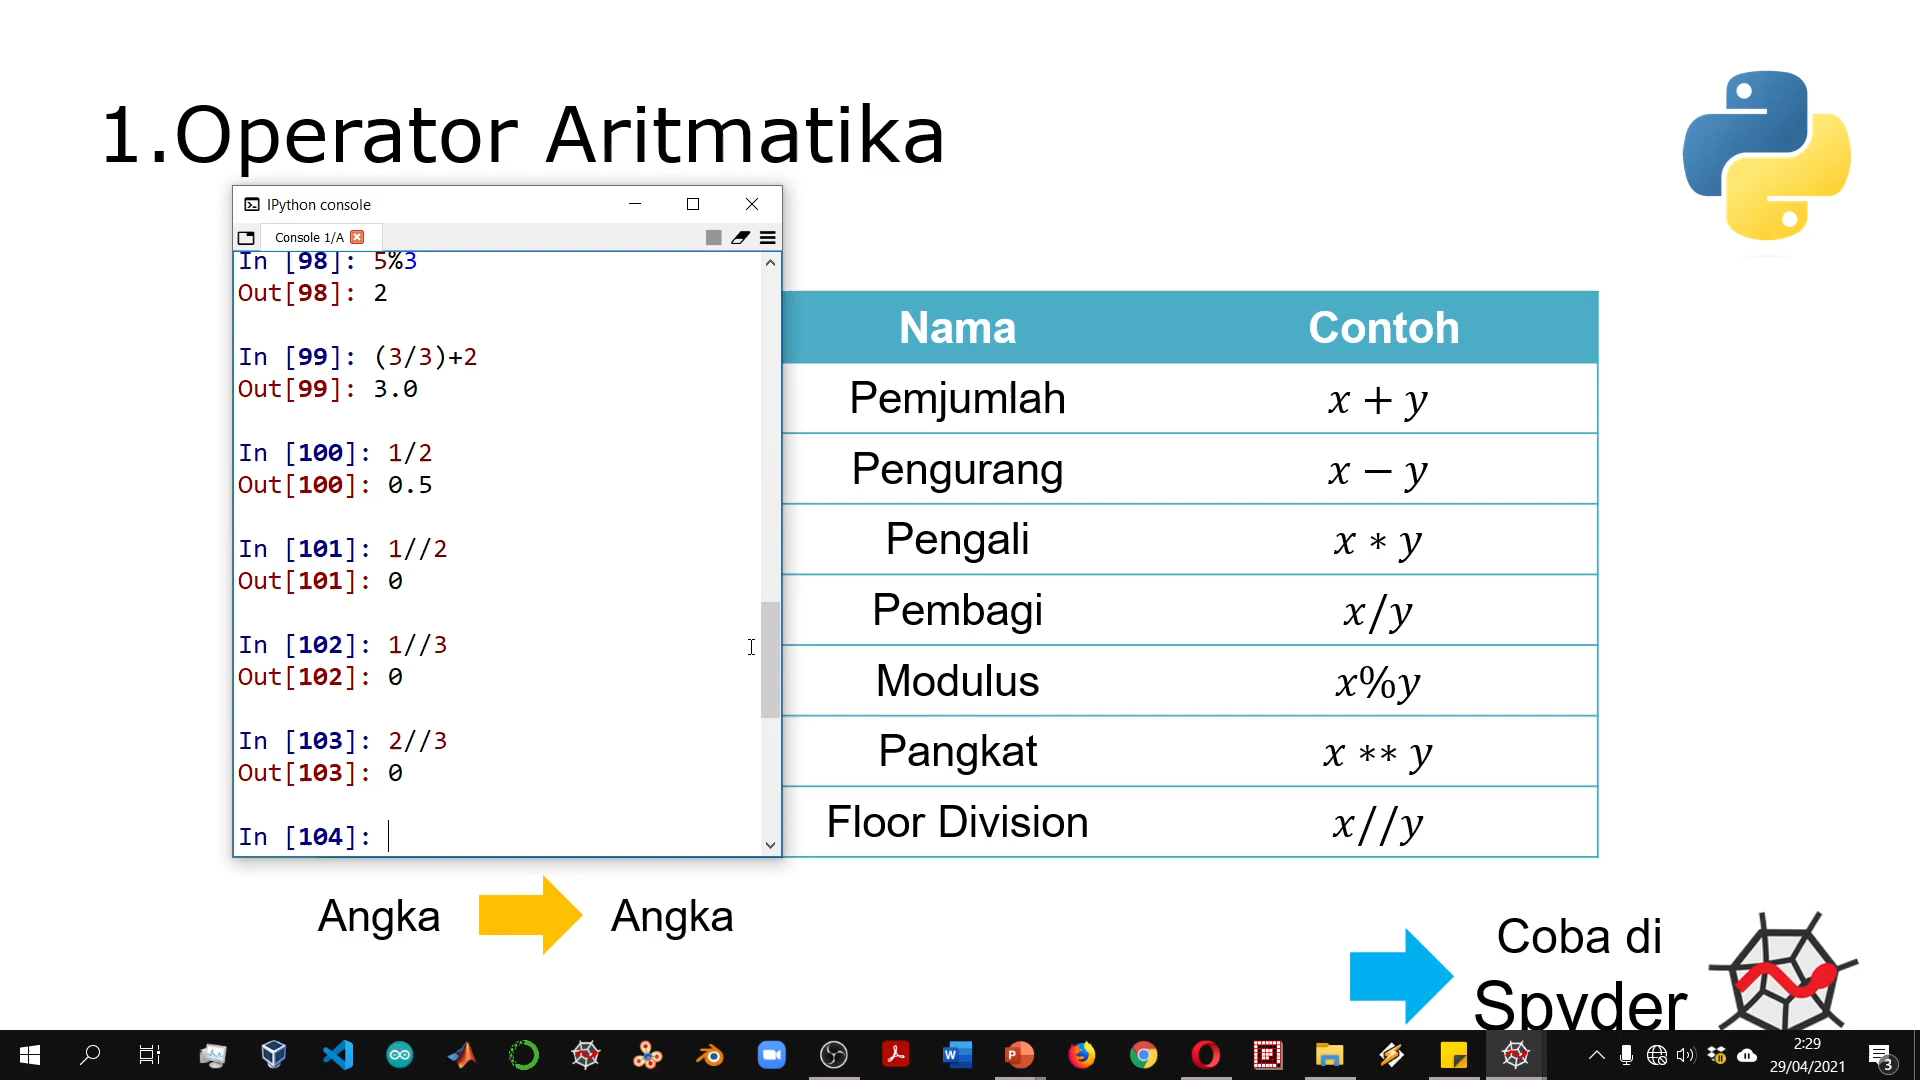 1.Operator Aritmatika
IPython console
Console 1/A
In [98]: 5%3
Out[98]: 2
In [99]: (3/3)+2
Out[99]: 3.0
In [100]: 1/2
Out[100]: 0.5
In [101]: 1//2
Out[101]: 0
In [102]: 1//3
Out[102]: 0
In [103]: 2//3
Out[103]: 0
In [104]:
Nama Contoh
Pemjumlah x + y
Pengurang x − y
Pengali x ∗ y
Pembagi x/y
Modulus x%y
Pangkat x ∗∗ y
Floor Division x//y
Angka Angka
Coba di
Spyder
2:29
29/04/2021
3